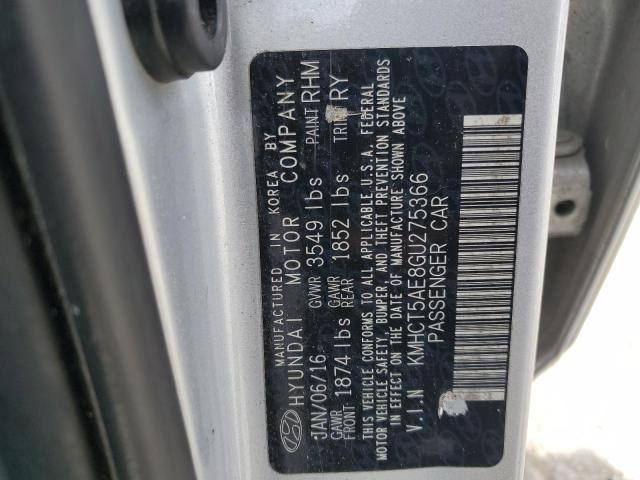 MANUFACTURED IN KOREA BY
HYUNDAI MOTOR COMPANY
JAN/06/16 GVWR 3549 lbs PAINT RHM
GAWR FRONT 1874 lbs GAWR REAR 1852 lbs TRIM RY
THIS VEHICLE CONFORMS TO ALL APPLICABLE U.S.A. FEDERAL
MOTOR VEHICLE SAFETY, BUMPER, AND THEFT PREVENTION STANDARDS
IN EFFECT ON THE DATE OF MANUFACTURE SHOWN ABOVE
V.I.N KMHCT5AE8GU275366
PASSENGER CAR